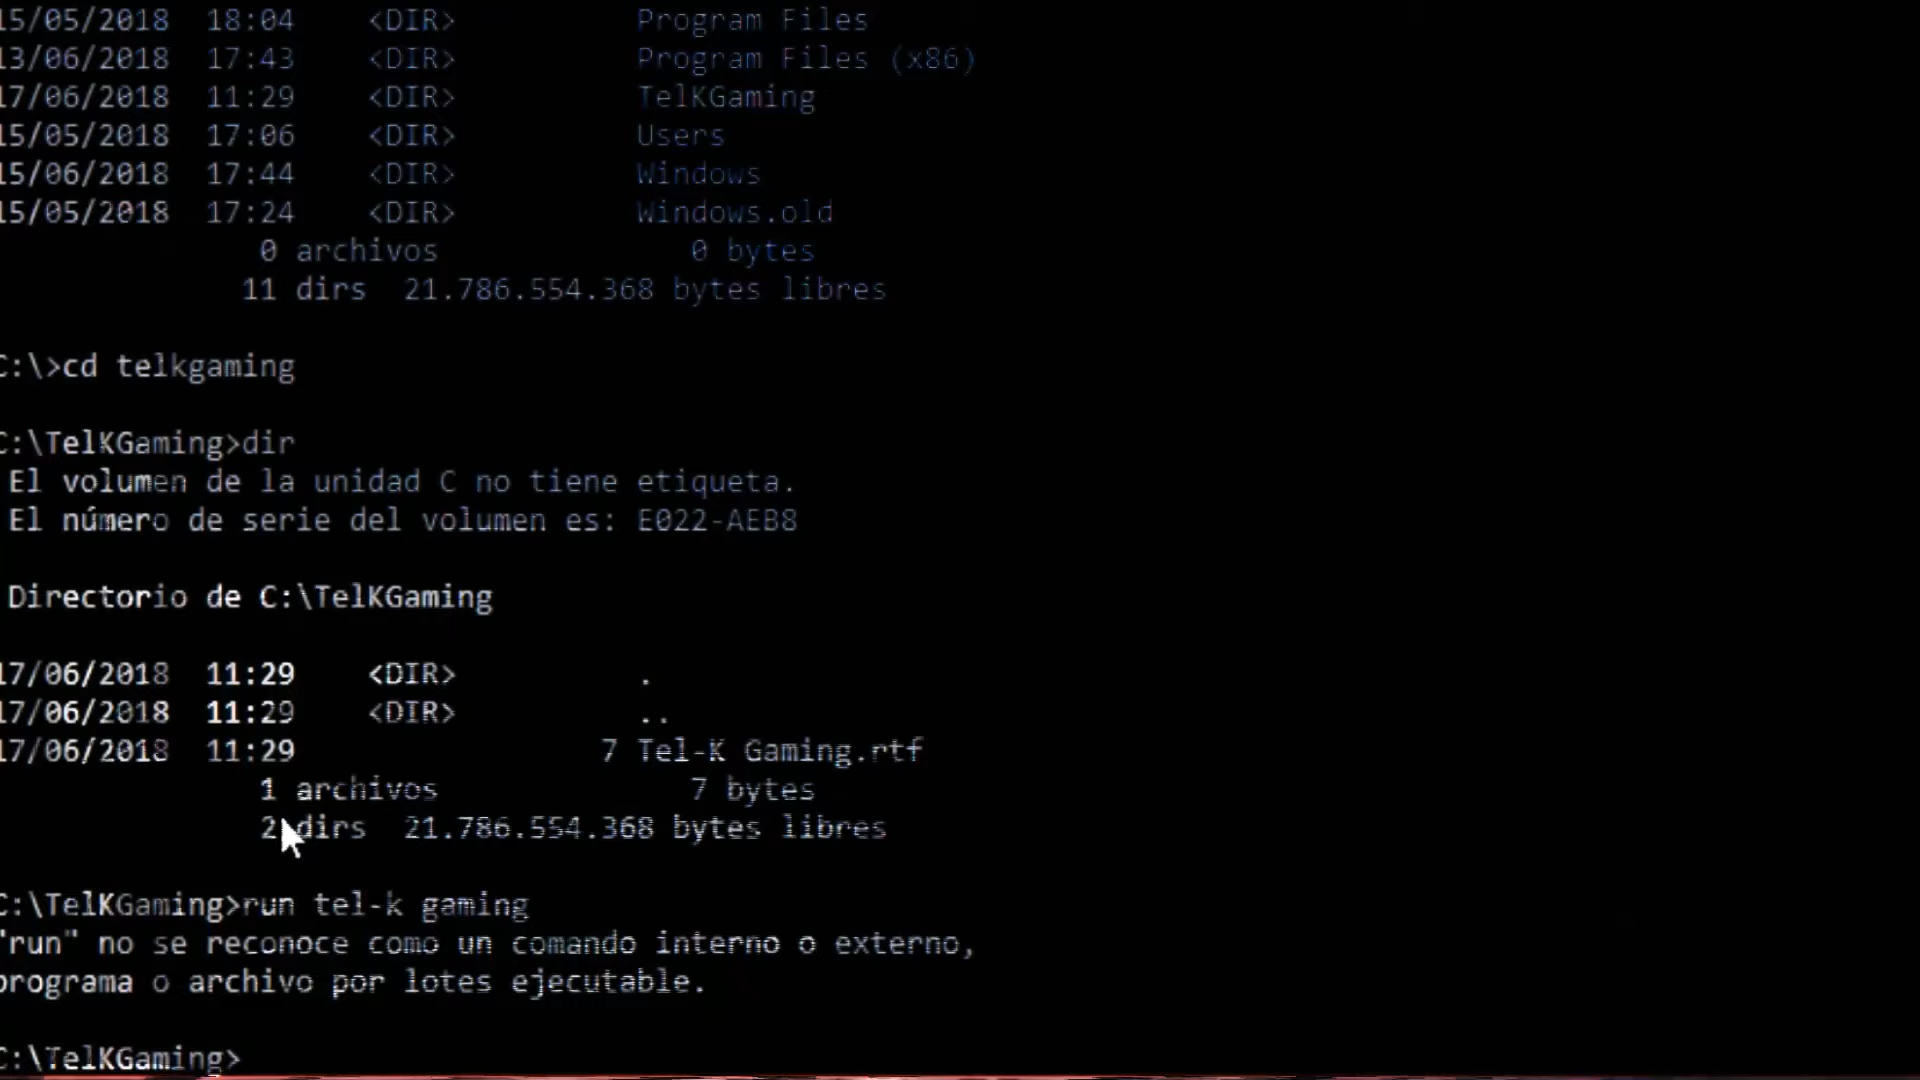 15/05/2018 18:04 <DIR> Program Files
13/06/2018 17:43 <DIR> Program Files (x86)
17/06/2018 11:29 <DIR> TelKGaming
15/05/2018 17:06 <DIR> Users
15/06/2018 17:44 <DIR> Windows
15/05/2018 17:24 <DIR> Windows.old
0 archivos 0 bytes
11 dirs 21.786.554.368 bytes libres
C:\>cd telkgaming
C:\TelKGaming>dir
El volumen de la unidad C no tiene etiqueta.
El número de serie del volumen es: E022-AEB8
Directorio de C:\TelKGaming
17/06/2018 11:29 <DIR> .
17/06/2018 11:29 <DIR> ..
17/06/2018 11:29 7 Tel-K Gaming.rtf
1 archivos 7 bytes
2 dirs 21.786.554.368 bytes libres
C:\TelKGaming>run tel-k gaming
"run" no se reconoce como un comando interno o externo,
programa o archivo por lotes ejecutable.
C:\TelKGaming>